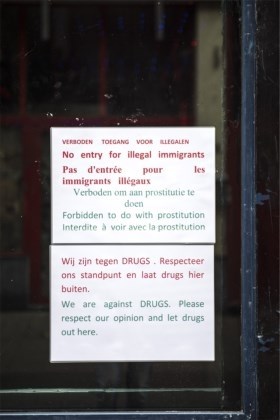 VERBODEN TOEGANG VOOR ILLEGALEN
No entry for illegal immigrants
Pas d'entrée pour les
immigrants illégaux
Verboden om aan prostitutie te
doen
Forbidden to do with prostitution
Interdite à voir avec la prostitution
Wij zijn tegen DRUGS . Respecteer
ons standpunt en laat drugs hier
buiten.
We are against DRUGS. Please
respect our opinion and let drugs
out here.